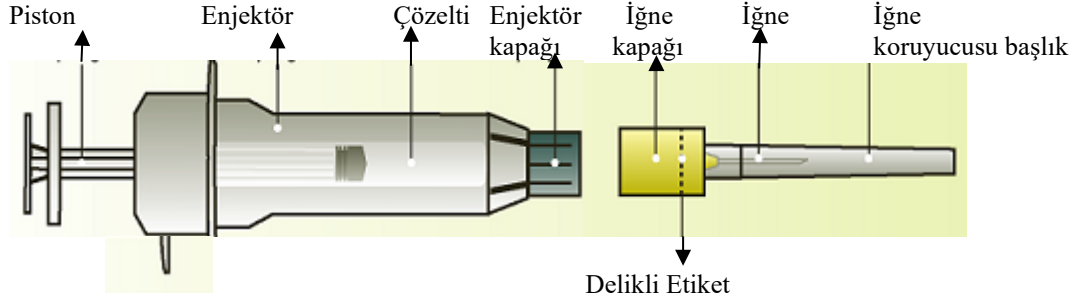 Piston
Enjektör
Çözelti
Enjektör
kapağı
İğne
kapağı
İğne
İğne
koruyucusu başlık
Delikli Etiket